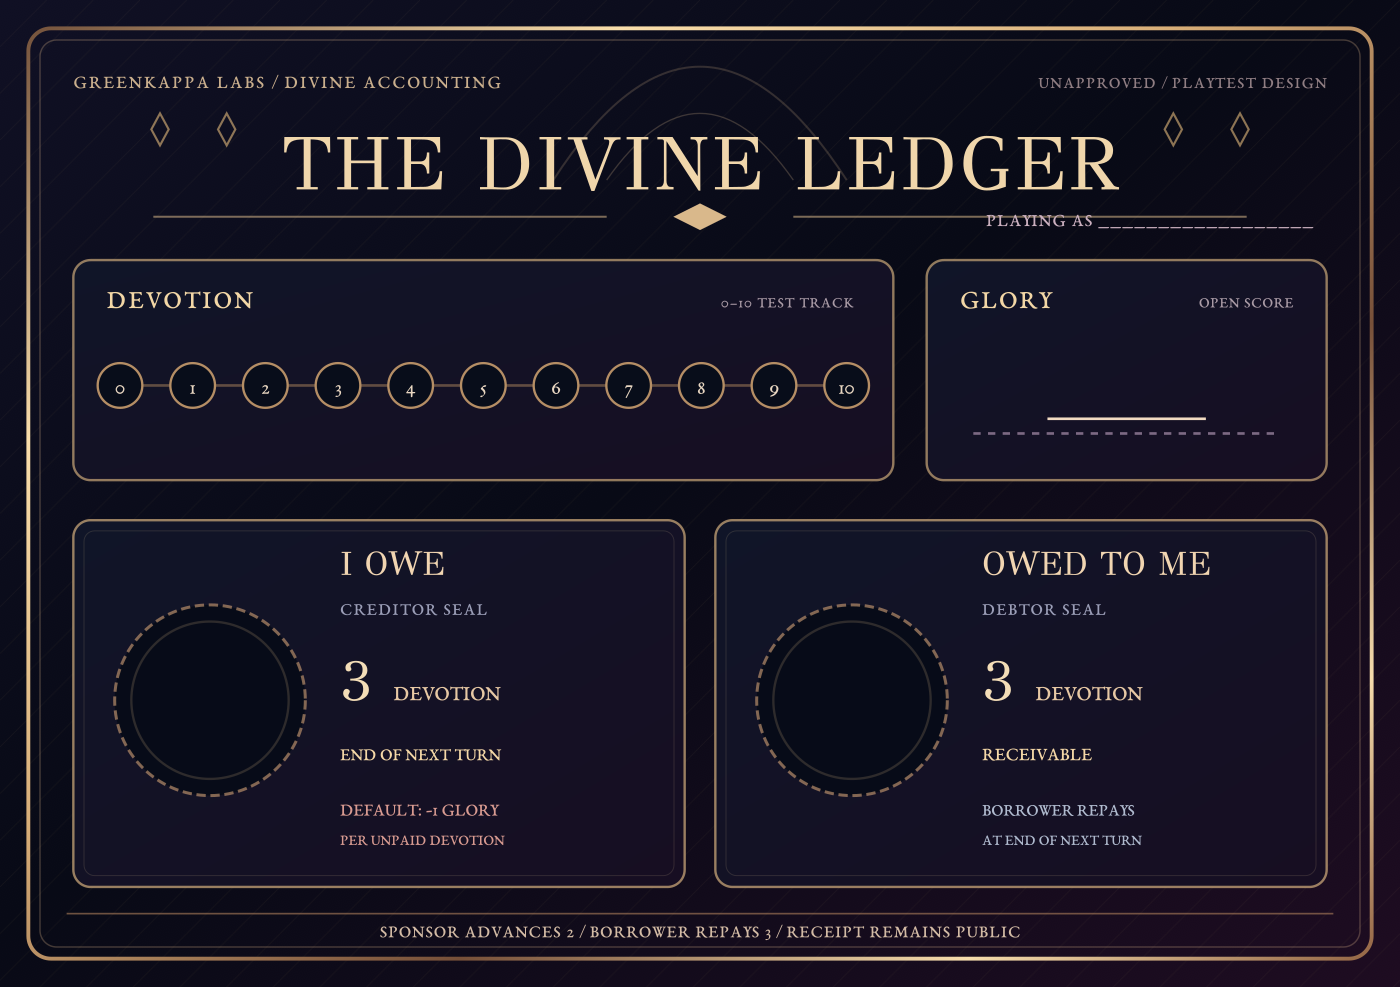 GREENKAPPA LABS / DIVINE ACCOUNTING
UNAPPROVED / PLAYTEST DESIGN
THE DIVINE LEDGER
PLAYING AS __________________
DEVOTION
0–10 TEST TRACK
0 1 2 3 4 5 6 7 8 9 10
GLORY
OPEN SCORE
I OWE
CREDITOR SEAL
3 DEVOTION
END OF NEXT TURN
DEFAULT: -1 GLORY
PER UNPAID DEVOTION
OWED TO ME
DEBTOR SEAL
3 DEVOTION
RECEIVABLE
BORROWER REPAYS
AT END OF NEXT TURN
SPONSOR ADVANCES 2 / BORROWER REPAYS 3 / RECEIPT REMAINS PUBLIC